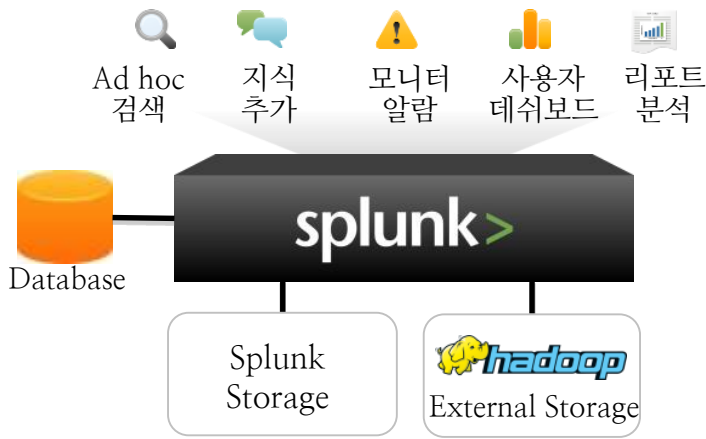 Ad hoc
검색
지식
추가
모니터
알람
사용자
데쉬보드
리포트
분석
splunk>
Database
Splunk
Storage
hadoop
External Storage